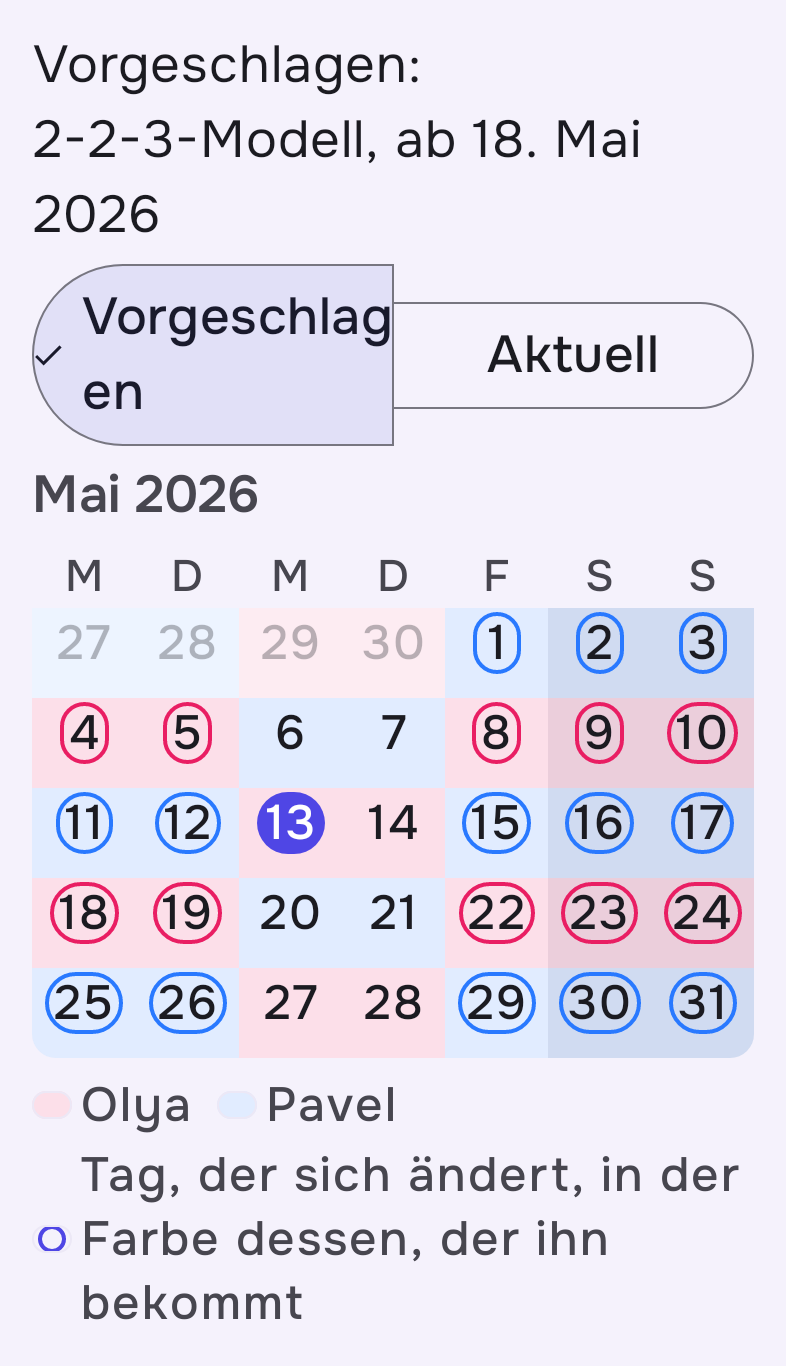 Vorgeschlagen:
2-2-3-Modell, ab 18. Mai
2026
Vorgeschlag
en
Aktuell
Mai 2026
M D M D F S S
27 28 29 30 1 2 3
4 5 6 7 8 9 10
11 12 13 14 15 16 17
18 19 20 21 22 23 24
25 26 27 28 29 30 31
Olya Pavel
Tag, der sich ändert, in der
Farbe dessen, der ihn
bekommt